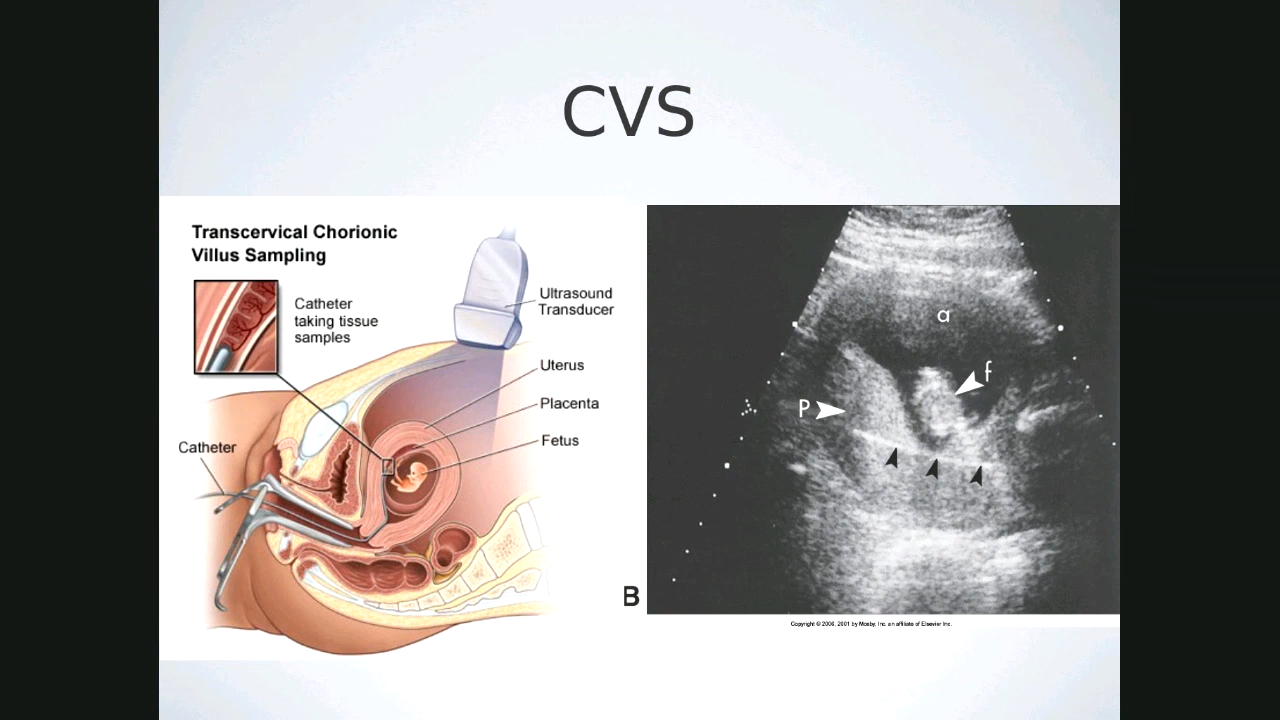 CVS
Transcervical Chorionic
Villus Sampling
Catheter
taking tissue
samples
Ultrasound
Transducer
Uterus
Placenta
Fetus
Catheter
a
f
P
B
Copyright © 2006, 2001 by Mosby, Inc. an affiliate of Elsevier Inc.